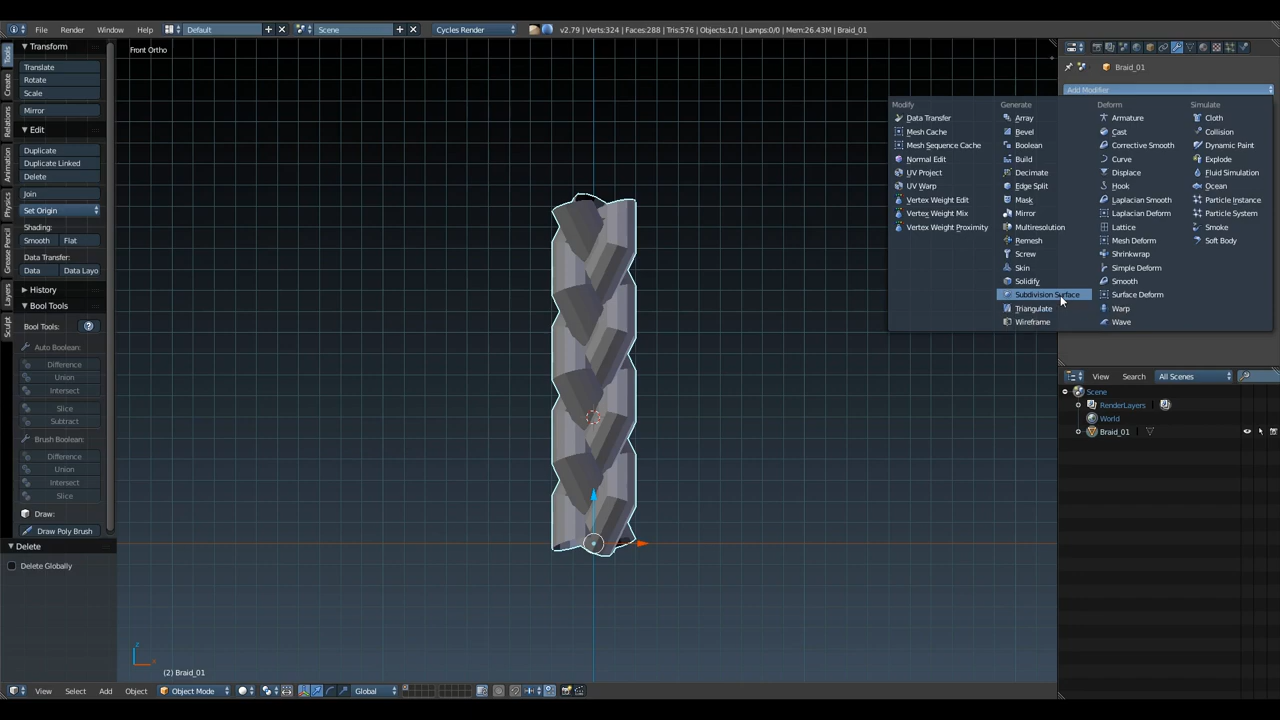 File Render Window Help Default Scene Cycles Render v2.79 | Verts:324 | Faces:288 | Tris:576 | Objects:1/1 | Lamps:0/0 | Mem:26.43M | Braid_01
Tools
Create
Relations
Animation
Physics
Grease Pencil
Layers
Sculpt
Transform
Translate
Rotate
Scale
Mirror
Edit
Duplicate
Duplicate Linked
Delete
Join
Set Origin
Shading:
Smooth Flat
Data Transfer:
Data Data Layo
History
Bool Tools
Bool Tools:
Auto Boolean:
Difference
Union
Intersect
Slice
Subtract
Brush Boolean:
Difference
Union
Intersect
Slice
Draw:
Draw Poly Brush
Delete
Delete Globally
Front Ortho
z
x
(2) Braid_01
View Select Add Object Object Mode Global
Braid_01
Add Modifier
Modify
Data Transfer
Mesh Cache
Mesh Sequence Cache
Normal Edit
UV Project
UV Warp
Vertex Weight Edit
Vertex Weight Mix
Vertex Weight Proximity
Generate
Array
Bevel
Boolean
Build
Decimate
Edge Split
Mask
Mirror
Multiresolution
Remesh
Screw
Skin
Solidify
Subdivision Surface
Triangulate
Wireframe
Deform
Armature
Cast
Corrective Smooth
Curve
Displace
Hook
Laplacian Smooth
Laplacian Deform
Lattice
Mesh Deform
Shrinkwrap
Simple Deform
Smooth
Surface Deform
Warp
Wave
Simulate
Cloth
Collision
Dynamic Paint
Explode
Fluid Simulation
Ocean
Particle Instance
Particle System
Smoke
Soft Body
View Search All Scenes
Scene
RenderLayers
World
Braid_01